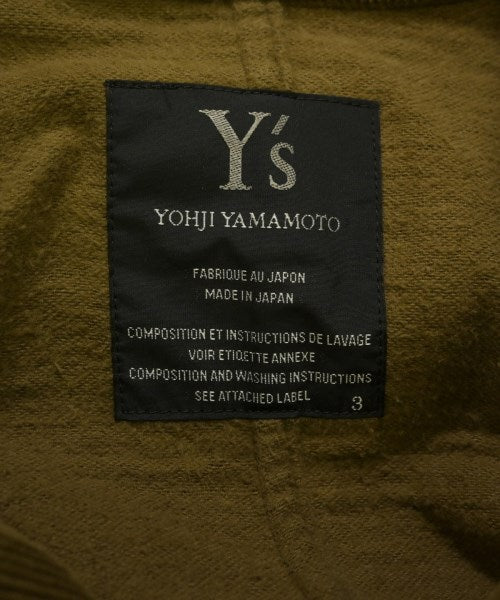 Y's
YOHJI YAMAMOTO
FABRIQUE AU JAPON
MADE IN JAPAN
COMPOSITION ET INSTRUCTIONS DE LAVAGE
VOIR ETIQETTE ANNEXE
COMPOSITION AND WASHING INSTRUCTIONS
SEE ATTACHED LABEL
3